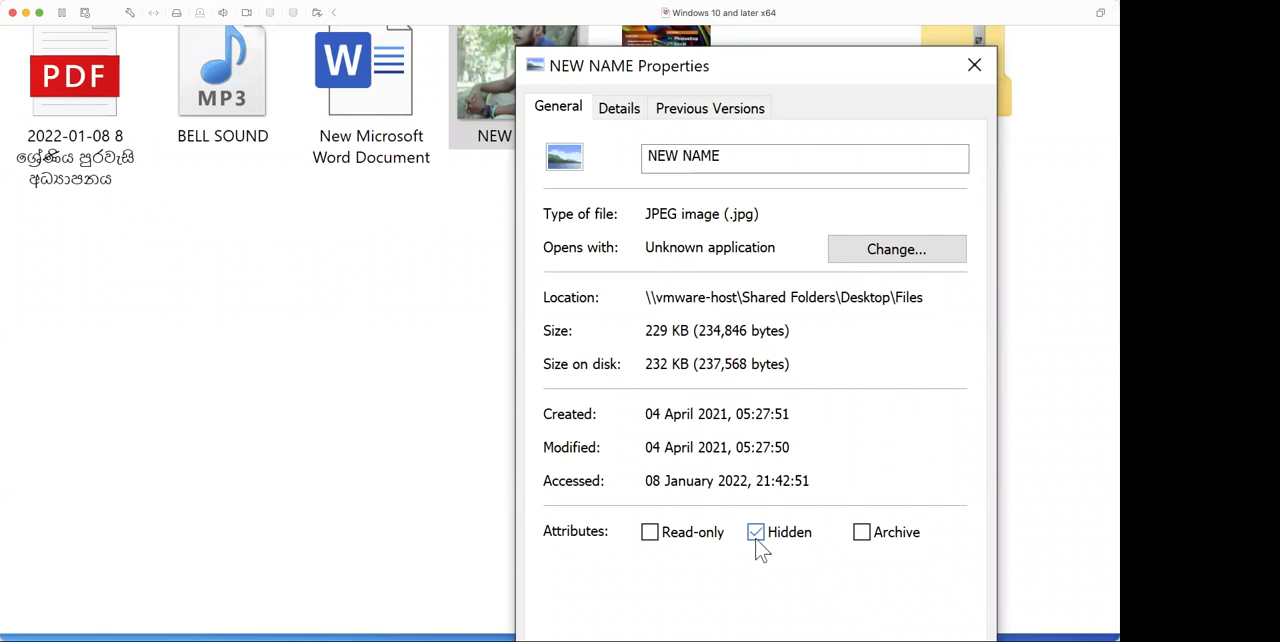 Windows 10 and later x64
PDF
MP3
W
2022-01-08 8
ශ්‍රේණිය පුරවැසි
අධ්‍යාපනය
BELL SOUND
New Microsoft
Word Document
NEW
Photoshop
NEW NAME Properties
General
Details
Previous Versions
NEW NAME
Type of file:
JPEG image (.jpg)
Opens with:
Unknown application
Change...
Location:
\\vmware-host\Shared Folders\Desktop\Files
Size:
229 KB (234,846 bytes)
Size on disk:
232 KB (237,568 bytes)
Created:
04 April 2021, 05:27:51
Modified:
04 April 2021, 05:27:50
Accessed:
08 January 2022, 21:42:51
Attributes:
Read-only
Hidden
Archive